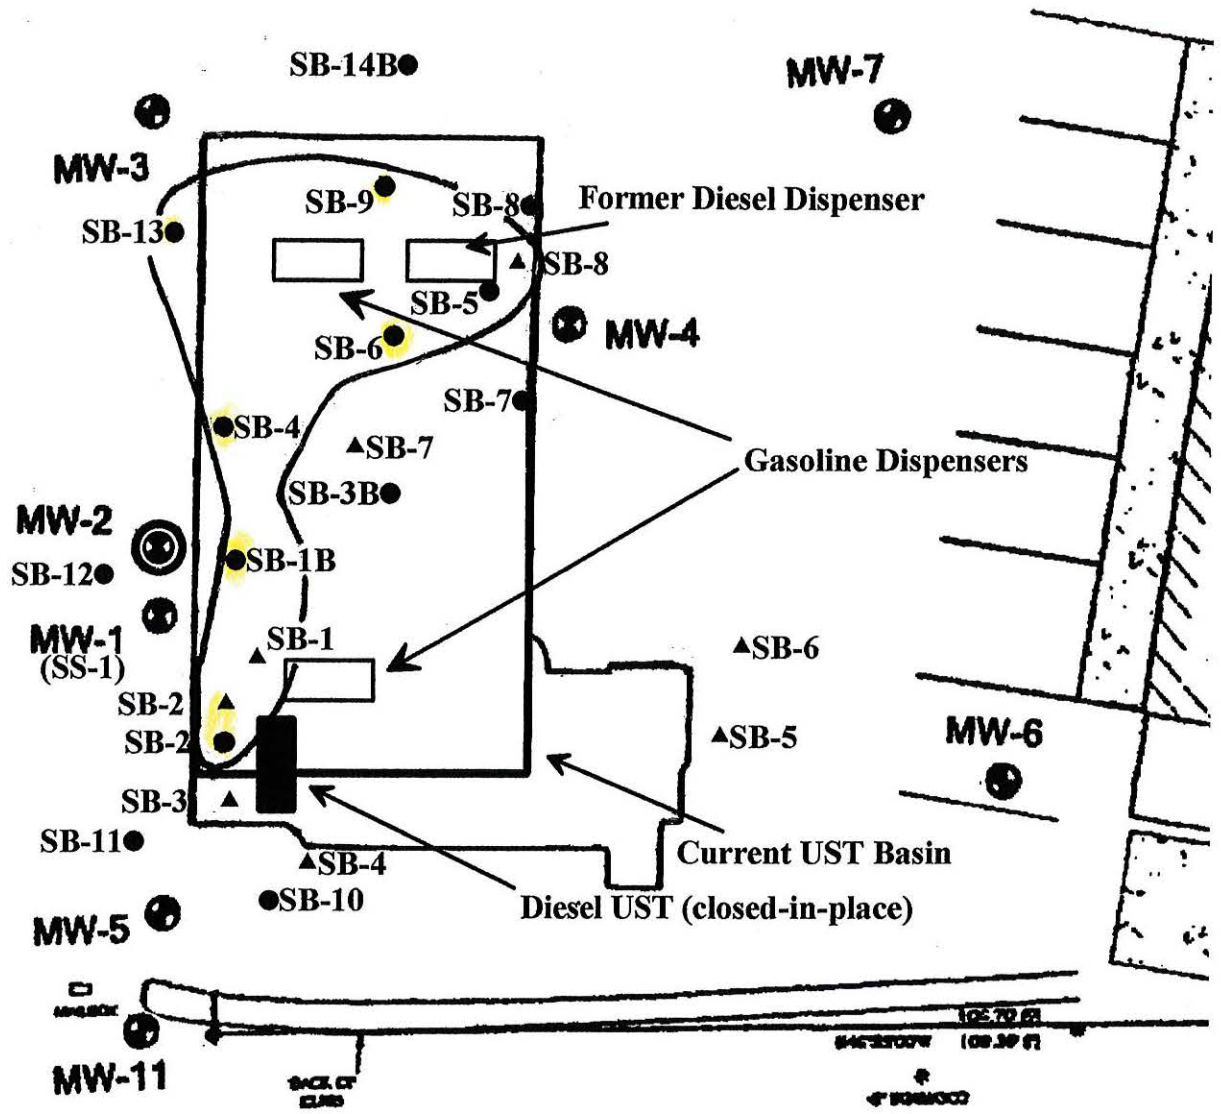 SB-14B
MW-7
MW-3
SB-9
SB-8
Former Diesel Dispenser
SB-13
SB-8
SB-5
SB-6
MW-4
SB-7
SB-4
SB-7
Gasoline Dispensers
SB-3B
MW-2
SB-12
SB-1B
MW-1
(SS-1)
SB-1
SB-6
SB-2
SB-2
SB-5
MW-6
SB-3
SB-11
SB-4
Current UST Basin
SB-10
Diesel UST (closed-in-place)
MW-5
MAILBOX
MW-11
BACK OF